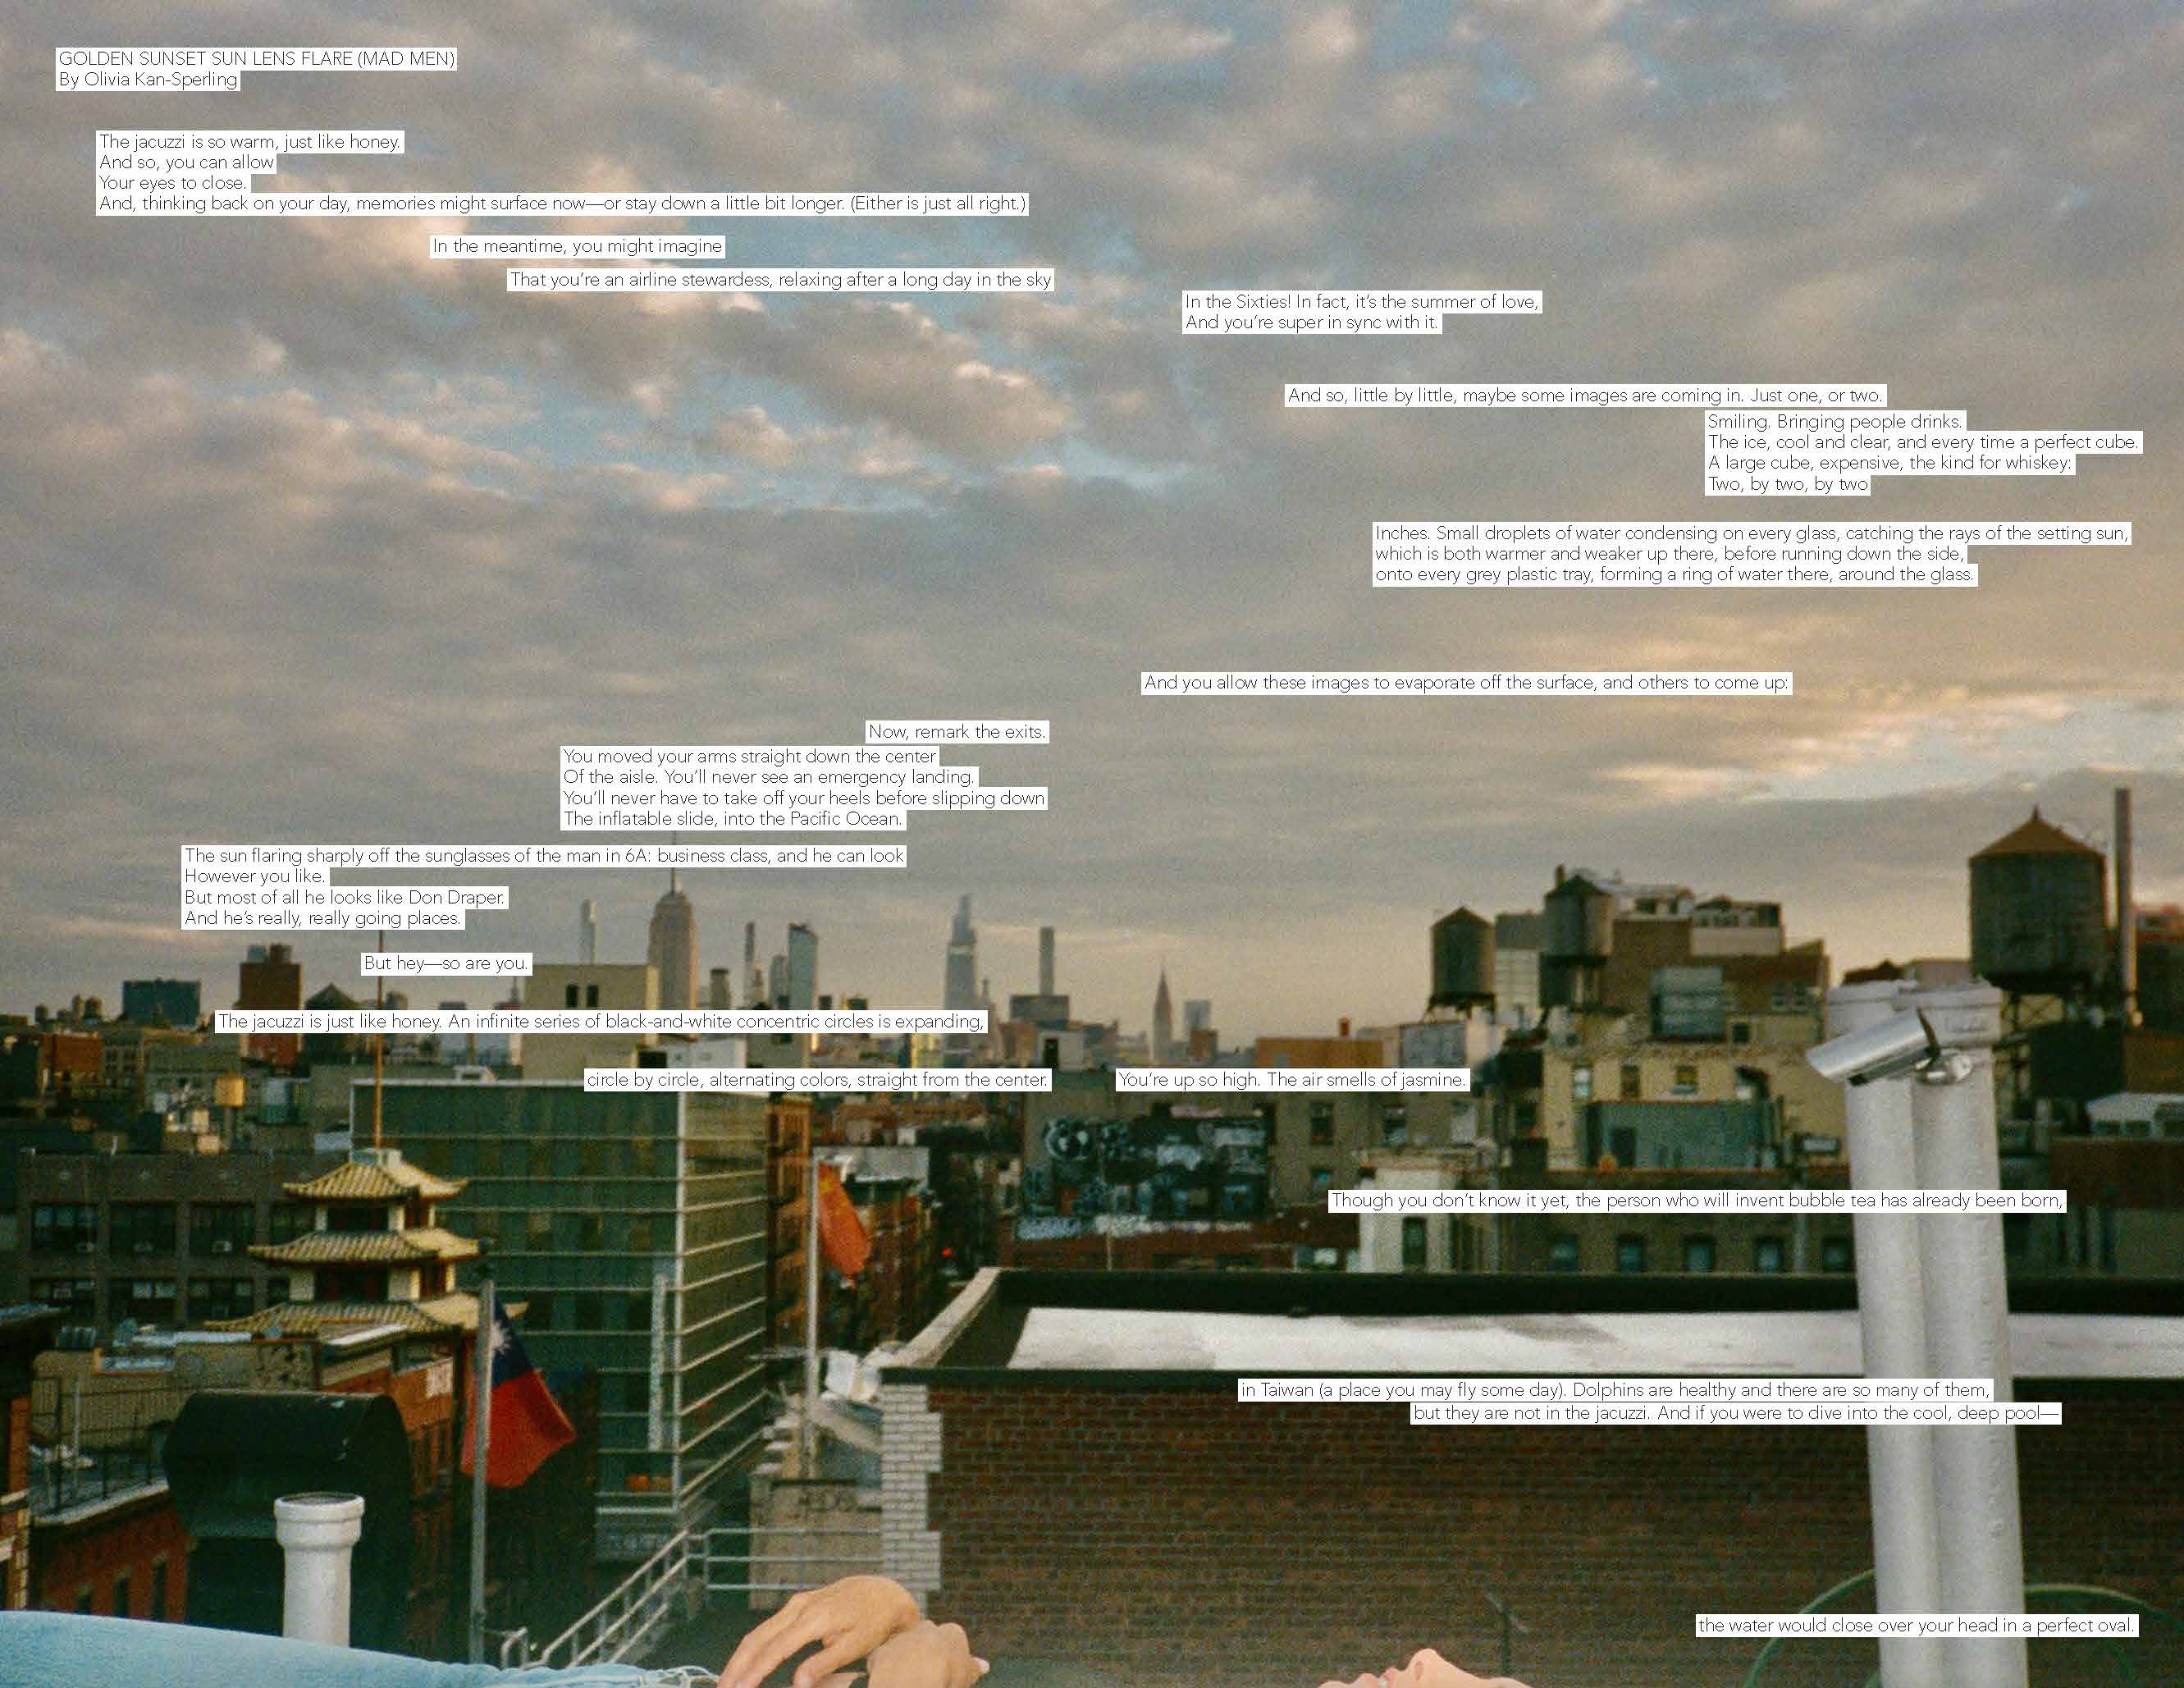 GOLDEN SUNSET SUN LENS FLARE (MAD MEN)
By Olivia Kan-Sperling
The jacuzzi is so warm, just like honey.
And so, you can allow
Your eyes to close.
And, thinking back on your day, memories might surface now—or stay down a little bit longer. (Either is just all right.)
In the meantime, you might imagine
That you're an airline stewardess, relaxing after a long day in the sky
In the Sixties! In fact, it's the summer of love,
And you're super in sync with it.
And so, little by little, maybe some images are coming in. Just one, or two.
Smiling. Bringing people drinks.
The ice, cool and clear, and every time a perfect cube.
A large cube, expensive, the kind for whiskey:
Two, by two, by two
Inches. Small droplets of water condensing on every glass, catching the rays of the setting sun,
which is both warmer and weaker up there, before running down the side,
onto every grey plastic tray, forming a ring of water there, around the glass.
And you allow these images to evaporate off the surface, and others to come up:
Now, remark the exits.
You moved your arms straight down the center
Of the aisle. You'll never see an emergency landing.
You'll never have to take off your heels before slipping down
The inflatable slide, into the Pacific Ocean.
The sun flaring sharply off the sunglasses of the man in 6A: business class, and he can look
However you like.
But most of all he looks like Don Draper.
And he's really, really going places.
But hey—so are you.
The jacuzzi is just like honey. An infinite series of black-and-white concentric circles is expanding,
circle by circle, alternating colors, straight from the center.
You're up so high. The air smells of jasmine.
Though you don't know it yet, the person who will invent bubble tea has already been born,
in Taiwan (a place you may fly some day). Dolphins are healthy and there are so many of them,
but they are not in the jacuzzi. And if you were to dive into the cool, deep pool—
the water would close over your head in a perfect oval.